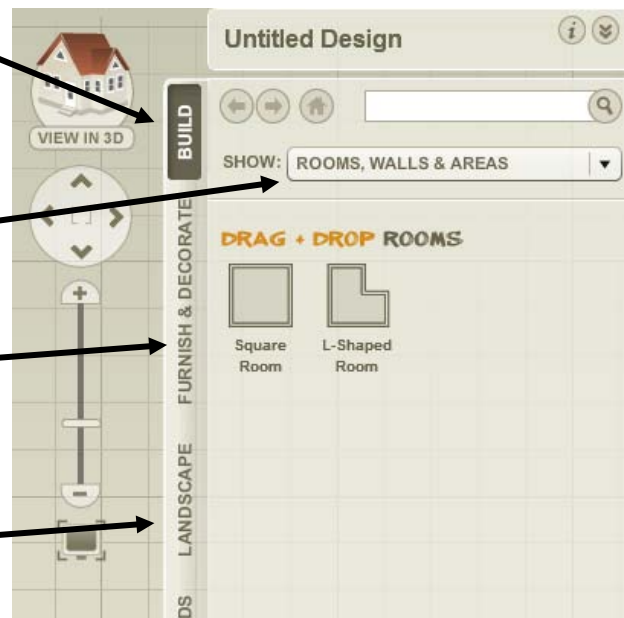 Untitled Design
i
VIEW IN 3D
BUILD
SHOW: ROOMS, WALLS & AREAS
FURNISH & DECORATE
DRAG + DROP ROOMS
Square Room
L-Shaped Room
LANDSCAPE
DS